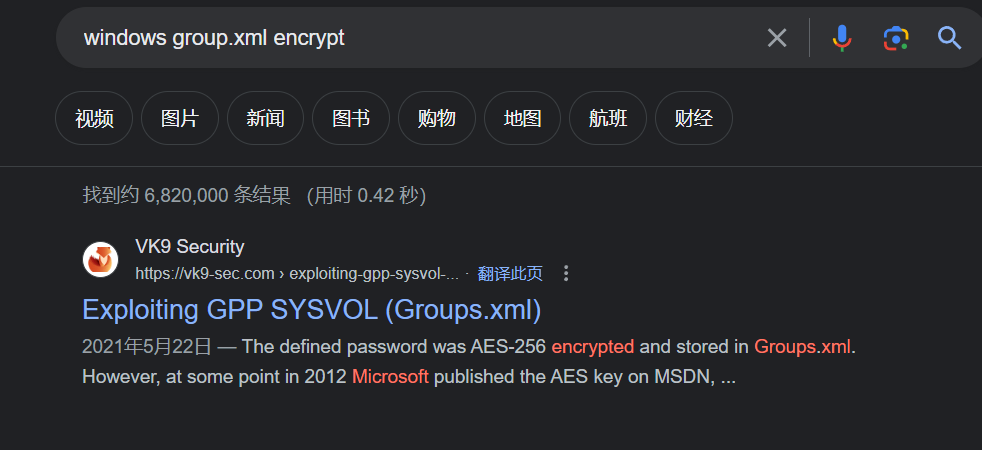 windows group.xml encrypt
视频 图片 新闻 图书 购物 地图 航班 财经
找到约 6,820,000 条结果 （用时 0.42 秒）
VK9 Security
https://vk9-sec.com › exploiting-gpp-sysvol-... · 翻译此页
Exploiting GPP SYSVOL (Groups.xml)
2021年5月22日 — The defined password was AES-256 encrypted and stored in Groups.xml.
However, at some point in 2012 Microsoft published the AES key on MSDN, ...